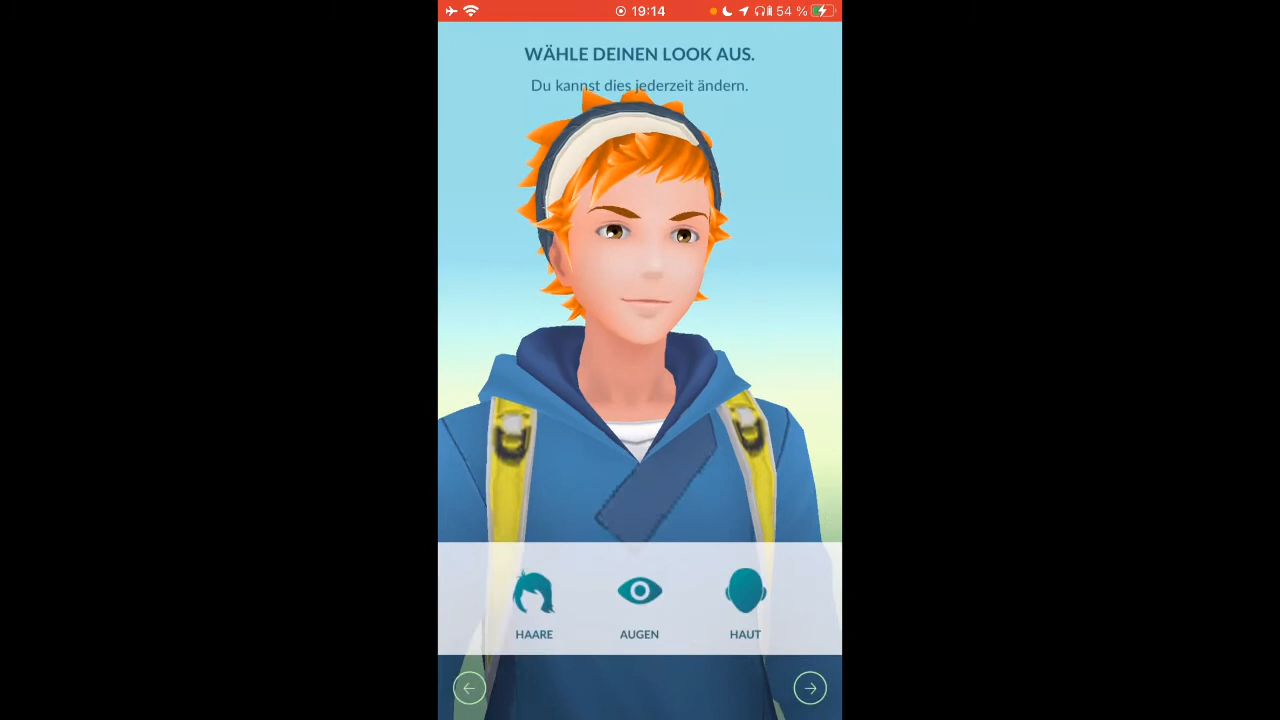 19:14
54 %
WÄHLE DEINEN LOOK AUS.
Du kannst dies jederzeit ändern.
HAARE
AUGEN
HAUT